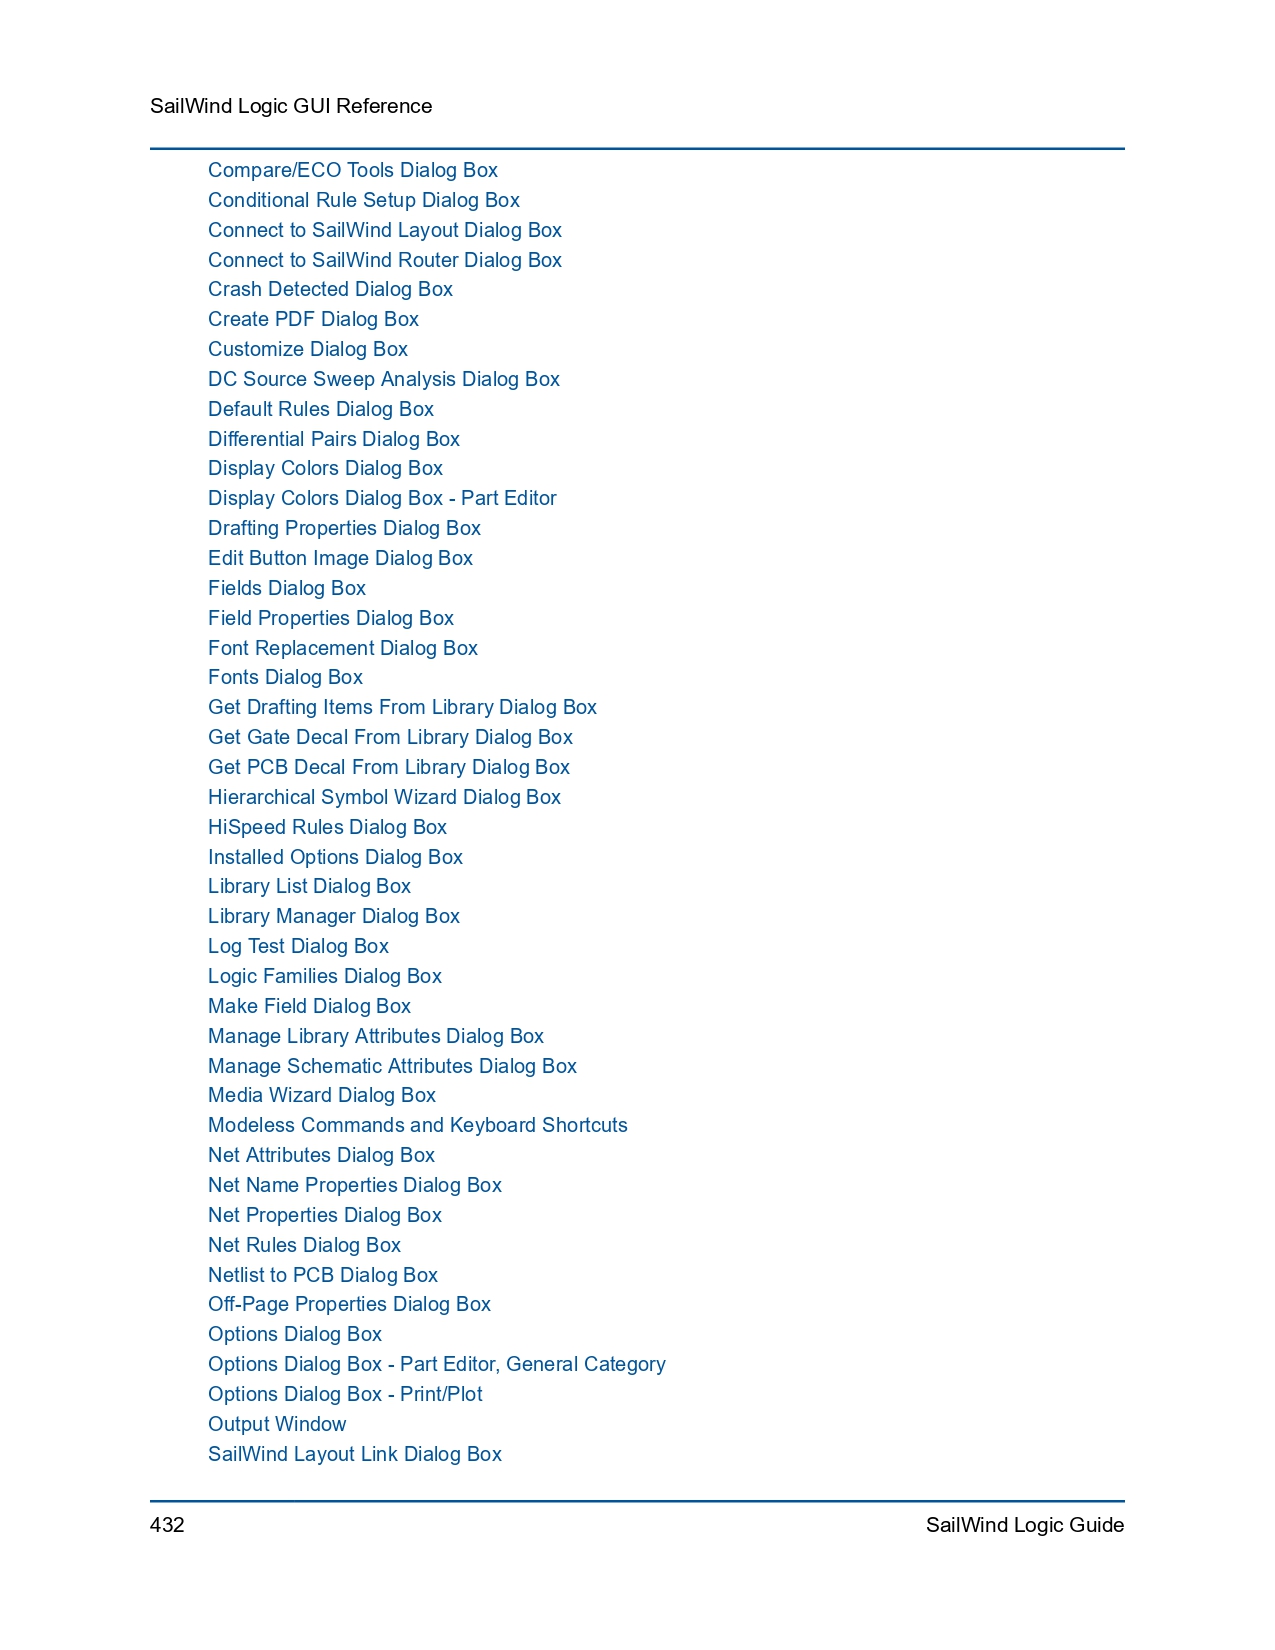 SailWind Logic GUI Reference
Compare/ECO Tools Dialog Box
Conditional Rule Setup Dialog Box
Connect to SailWind Layout Dialog Box
Connect to SailWind Router Dialog Box
Crash Detected Dialog Box
Create PDF Dialog Box
Customize Dialog Box
DC Source Sweep Analysis Dialog Box
Default Rules Dialog Box
Differential Pairs Dialog Box
Display Colors Dialog Box
Display Colors Dialog Box - Part Editor
Drafting Properties Dialog Box
Edit Button Image Dialog Box
Fields Dialog Box
Field Properties Dialog Box
Font Replacement Dialog Box
Fonts Dialog Box
Get Drafting Items From Library Dialog Box
Get Gate Decal From Library Dialog Box
Get PCB Decal From Library Dialog Box
Hierarchical Symbol Wizard Dialog Box
HiSpeed Rules Dialog Box
Installed Options Dialog Box
Library List Dialog Box
Library Manager Dialog Box
Log Test Dialog Box
Logic Families Dialog Box
Make Field Dialog Box
Manage Library Attributes Dialog Box
Manage Schematic Attributes Dialog Box
Media Wizard Dialog Box
Modeless Commands and Keyboard Shortcuts
Net Attributes Dialog Box
Net Name Properties Dialog Box
Net Properties Dialog Box
Net Rules Dialog Box
Netlist to PCB Dialog Box
Off-Page Properties Dialog Box
Options Dialog Box
Options Dialog Box - Part Editor, General Category
Options Dialog Box - Print/Plot
Output Window
SailWind Layout Link Dialog Box
432 SailWind Logic Guide